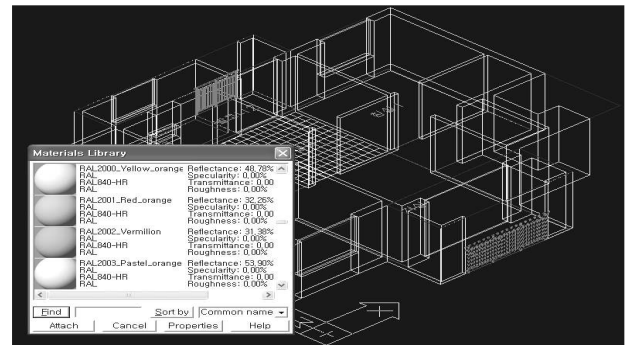 Materials Library
RAL2000_Yellow_orange Reflectance: 48,78%
RAL Specularity: 0,00%
RAL840-HR Transmittance: 0,00
RAL Roughness: 0,00%
RAL2001_Red_orange Reflectance: 32,26%
RAL Specularity: 0,00%
RAL840-HR Transmittance: 0,00
RAL Roughness: 0,00%
RAL2002_Vermilion Reflectance: 31,38%
RAL Specularity: 0,00%
RAL840-HR Transmittance: 0,00
RAL Roughness: 0,00%
RAL2003_Pastel_orange Reflectance: 53,90%
RAL Specularity: 0,00%
RAL840-HR Transmittance: 0,00
RAL Roughness: 0,00%
Find Sort by Common name
Attach Cancel Properties Help